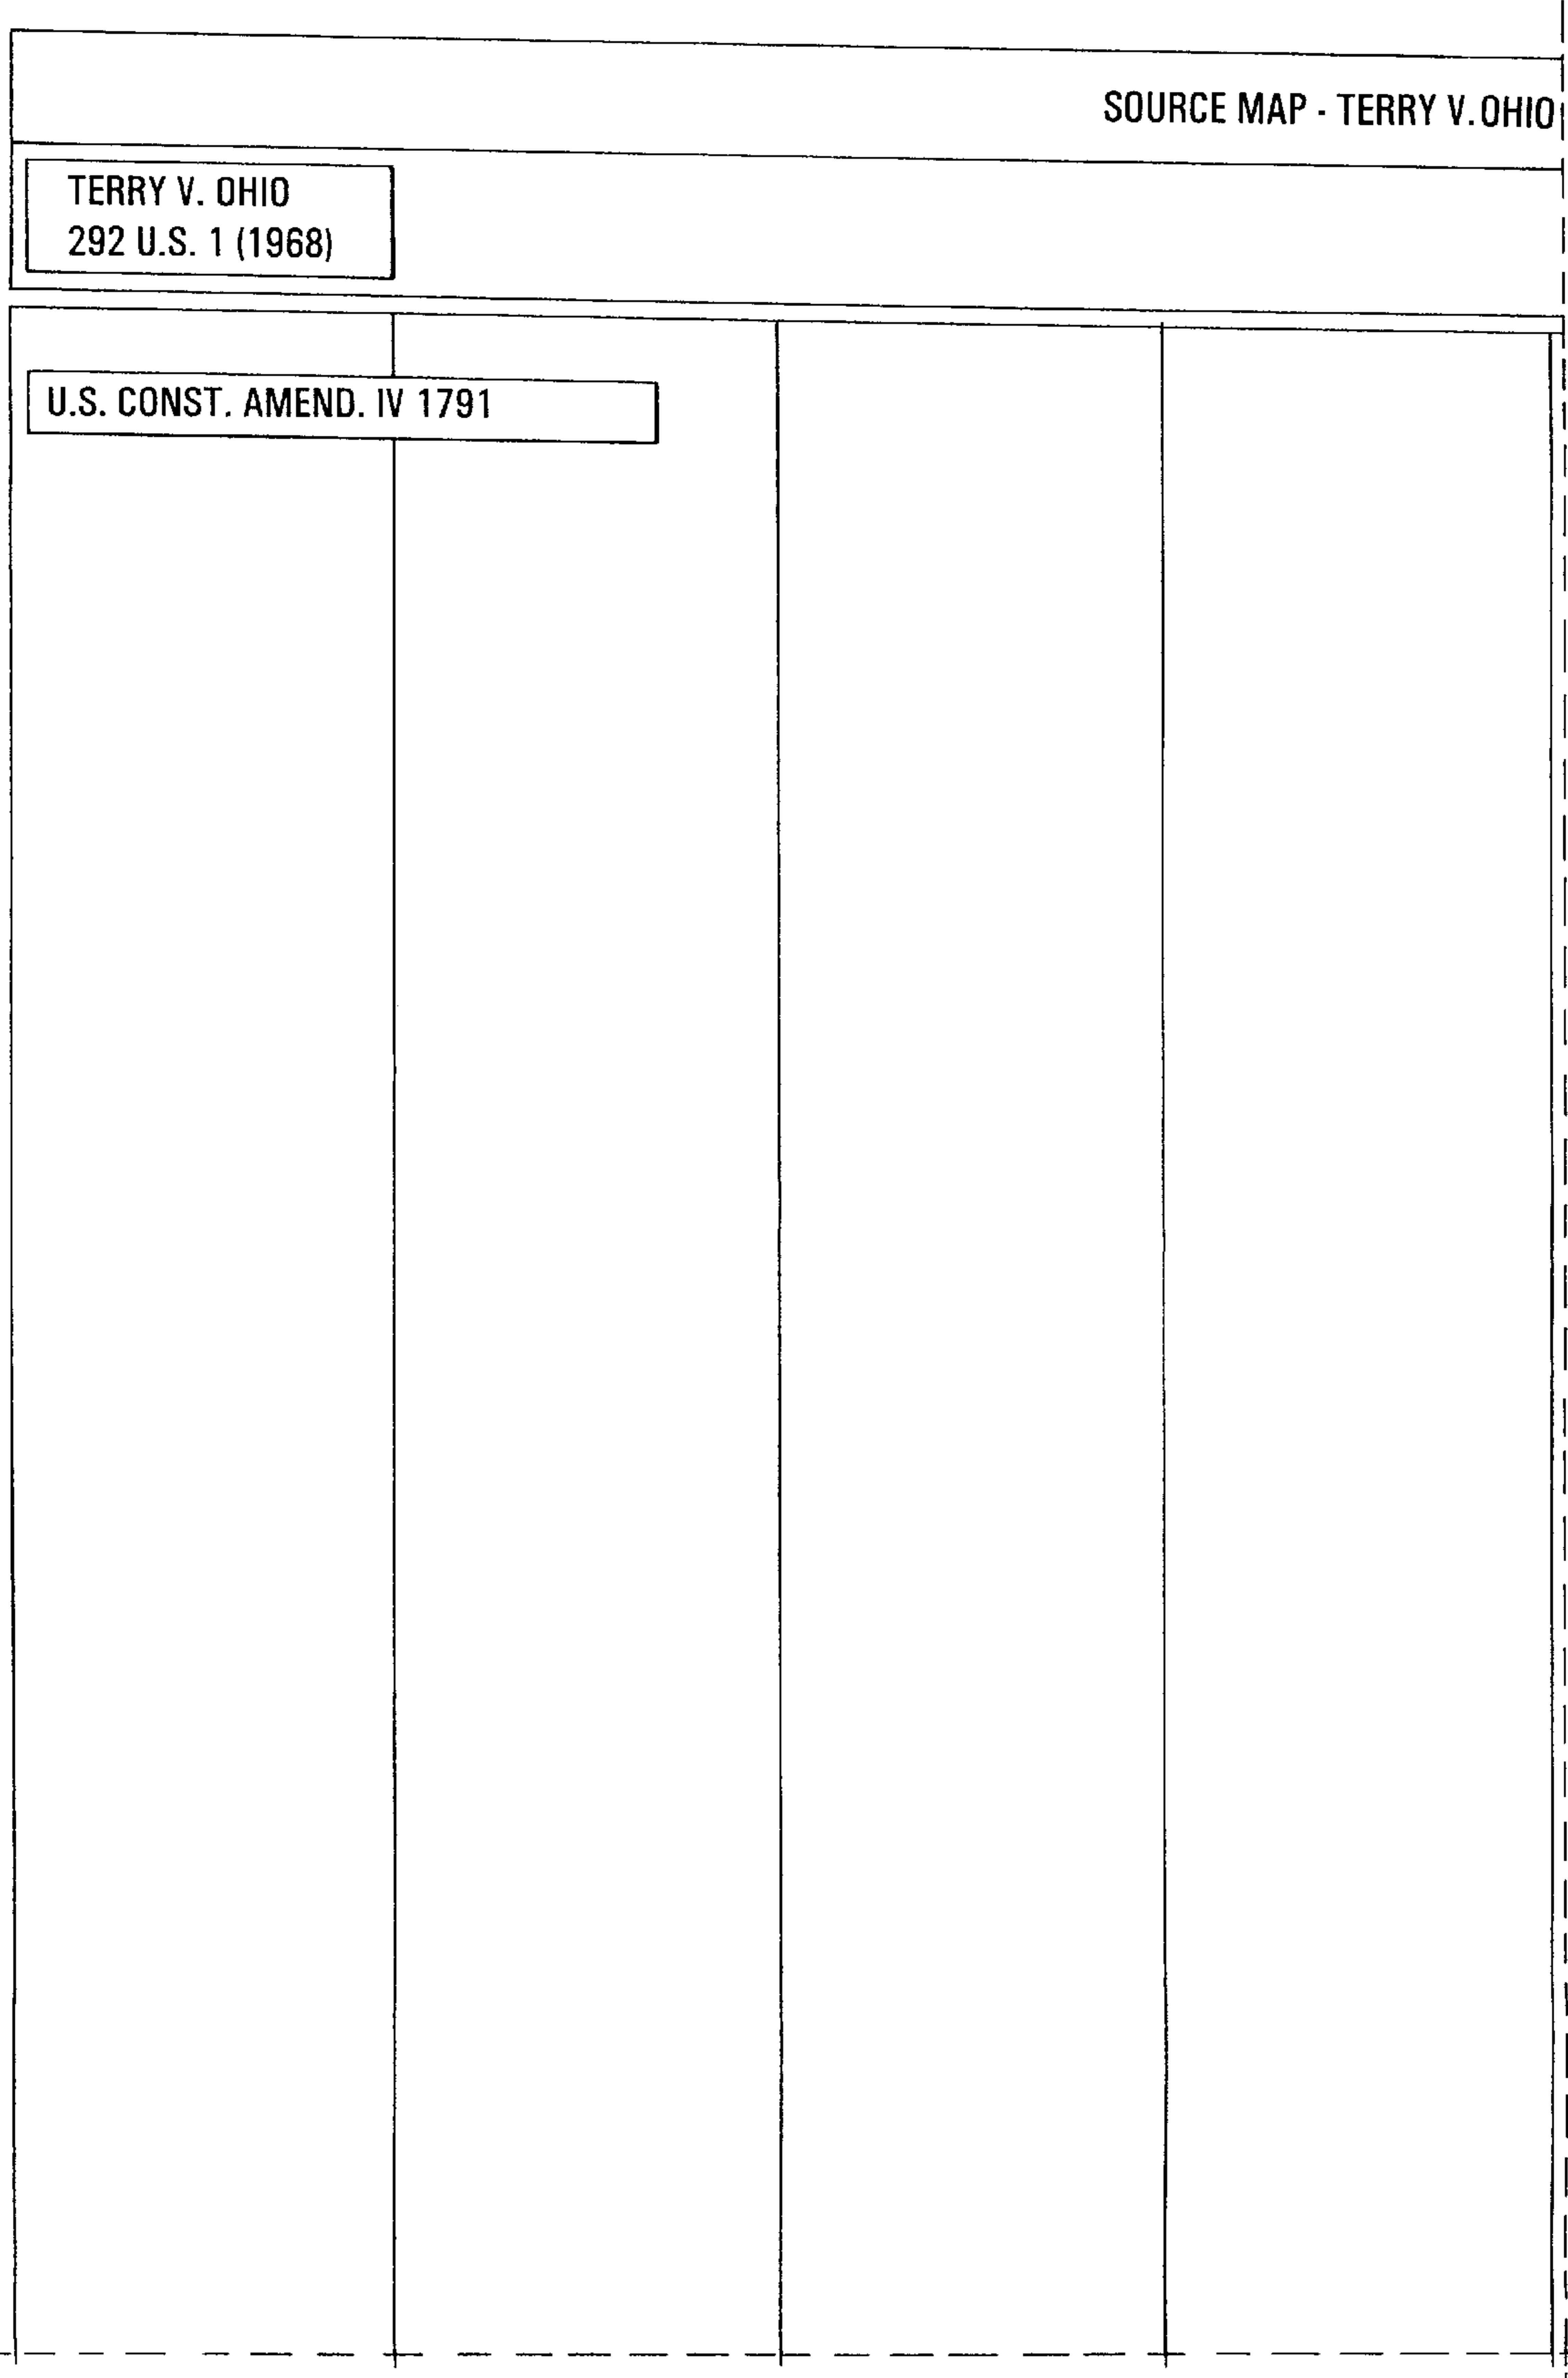 SOURCE MAP - TERRY V. OHIO
TERRY V. OHIO
292 U.S. 1 (1968)
U.S. CONST. AMEND. IV 1791